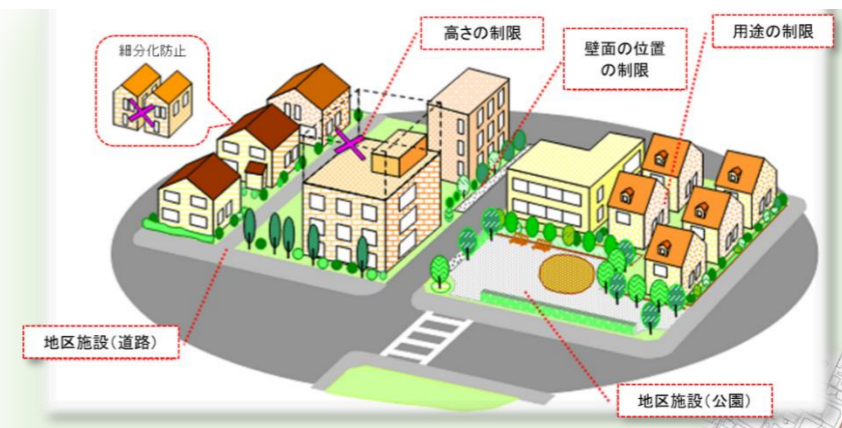 細分化防止
高さの制限
壁面の位置
の制限
用途の制限
地区施設(道路)
地区施設(公園)